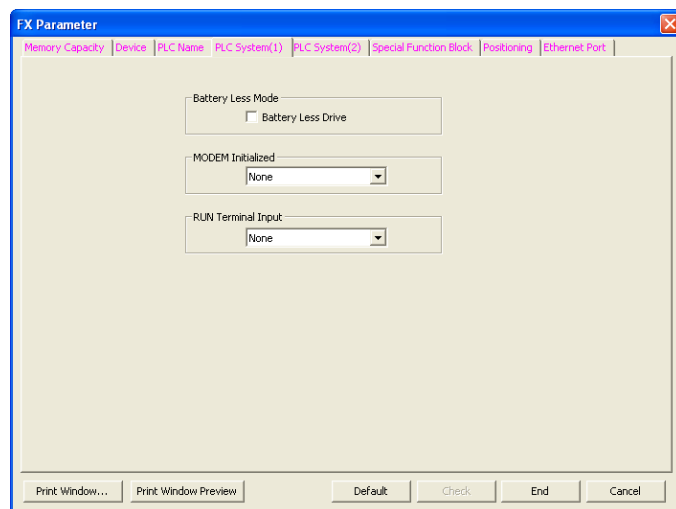 FX Parameter
Memory Capacity Device PLC Name PLC System(1) PLC System(2) Special Function Block Positioning Ethernet Port
Battery Less Mode
Battery Less Drive
MODEM Initialized
None
RUN Terminal Input
None
Print Window... Print Window Preview Default Check End Cancel